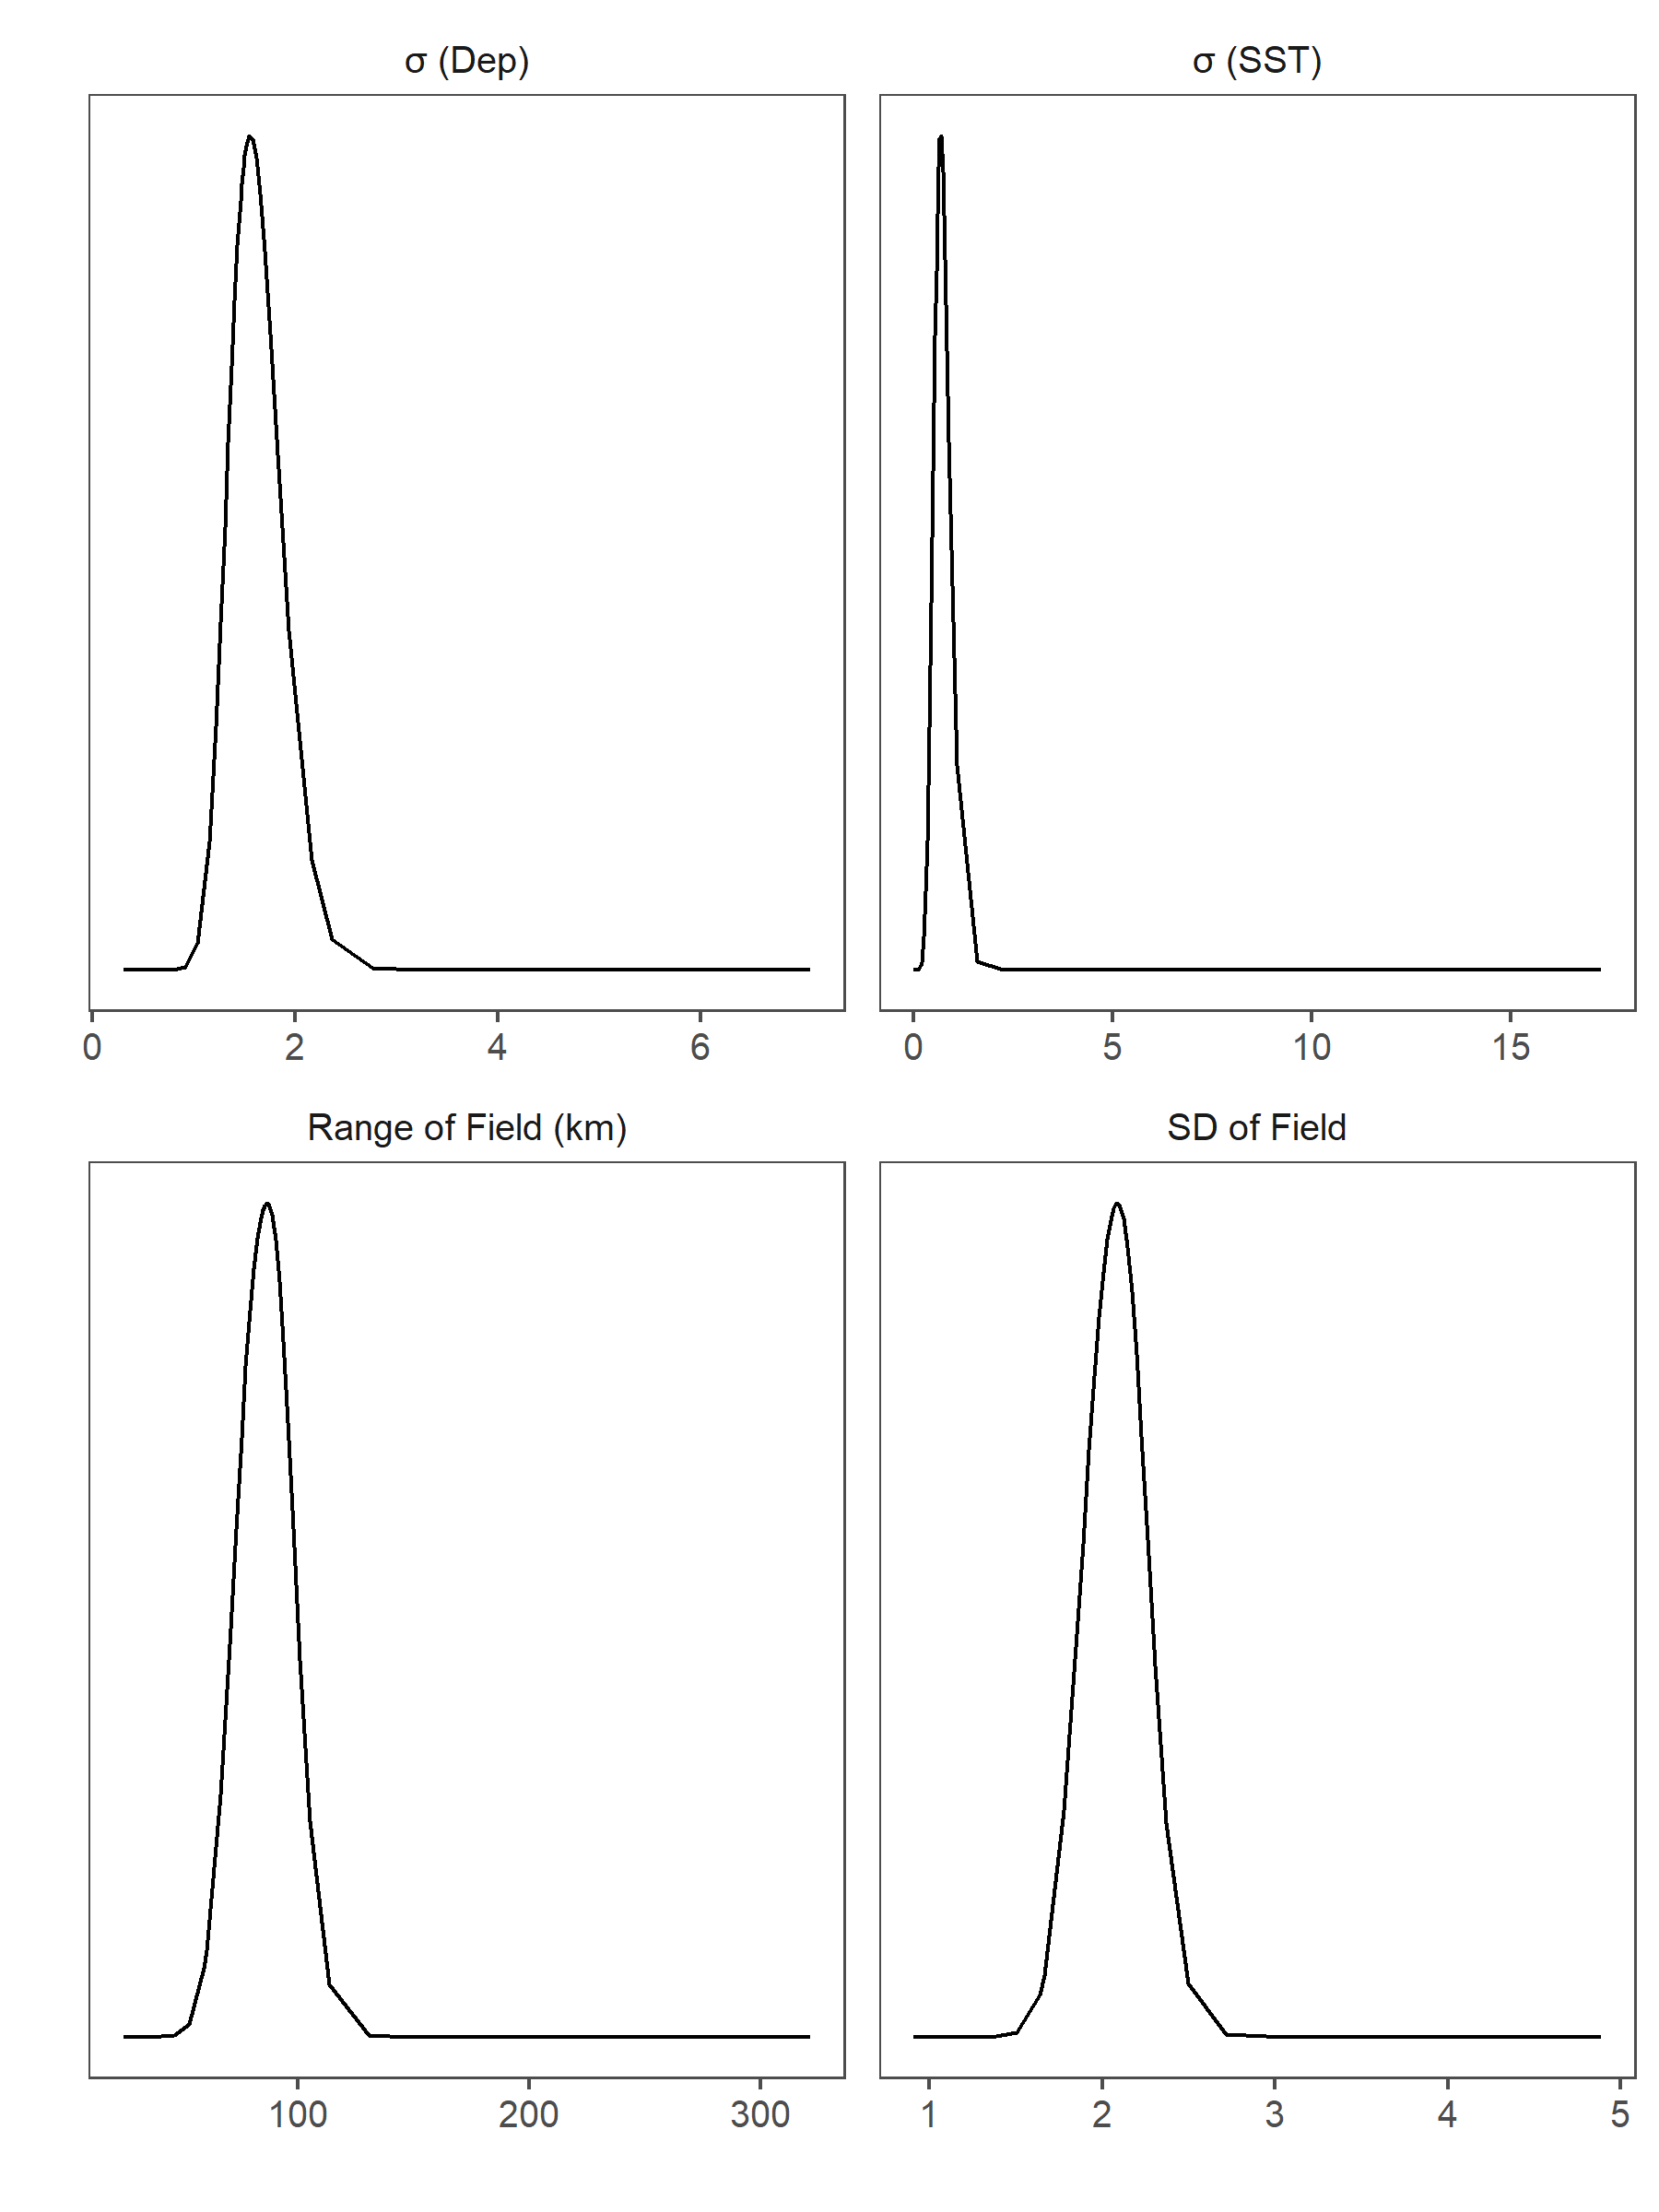 σ (Dep)
σ (SST)
0 2 4 6
0 5 10 15
Range of Field (km)
SD of Field
100 200 300
1 2 3 4 5